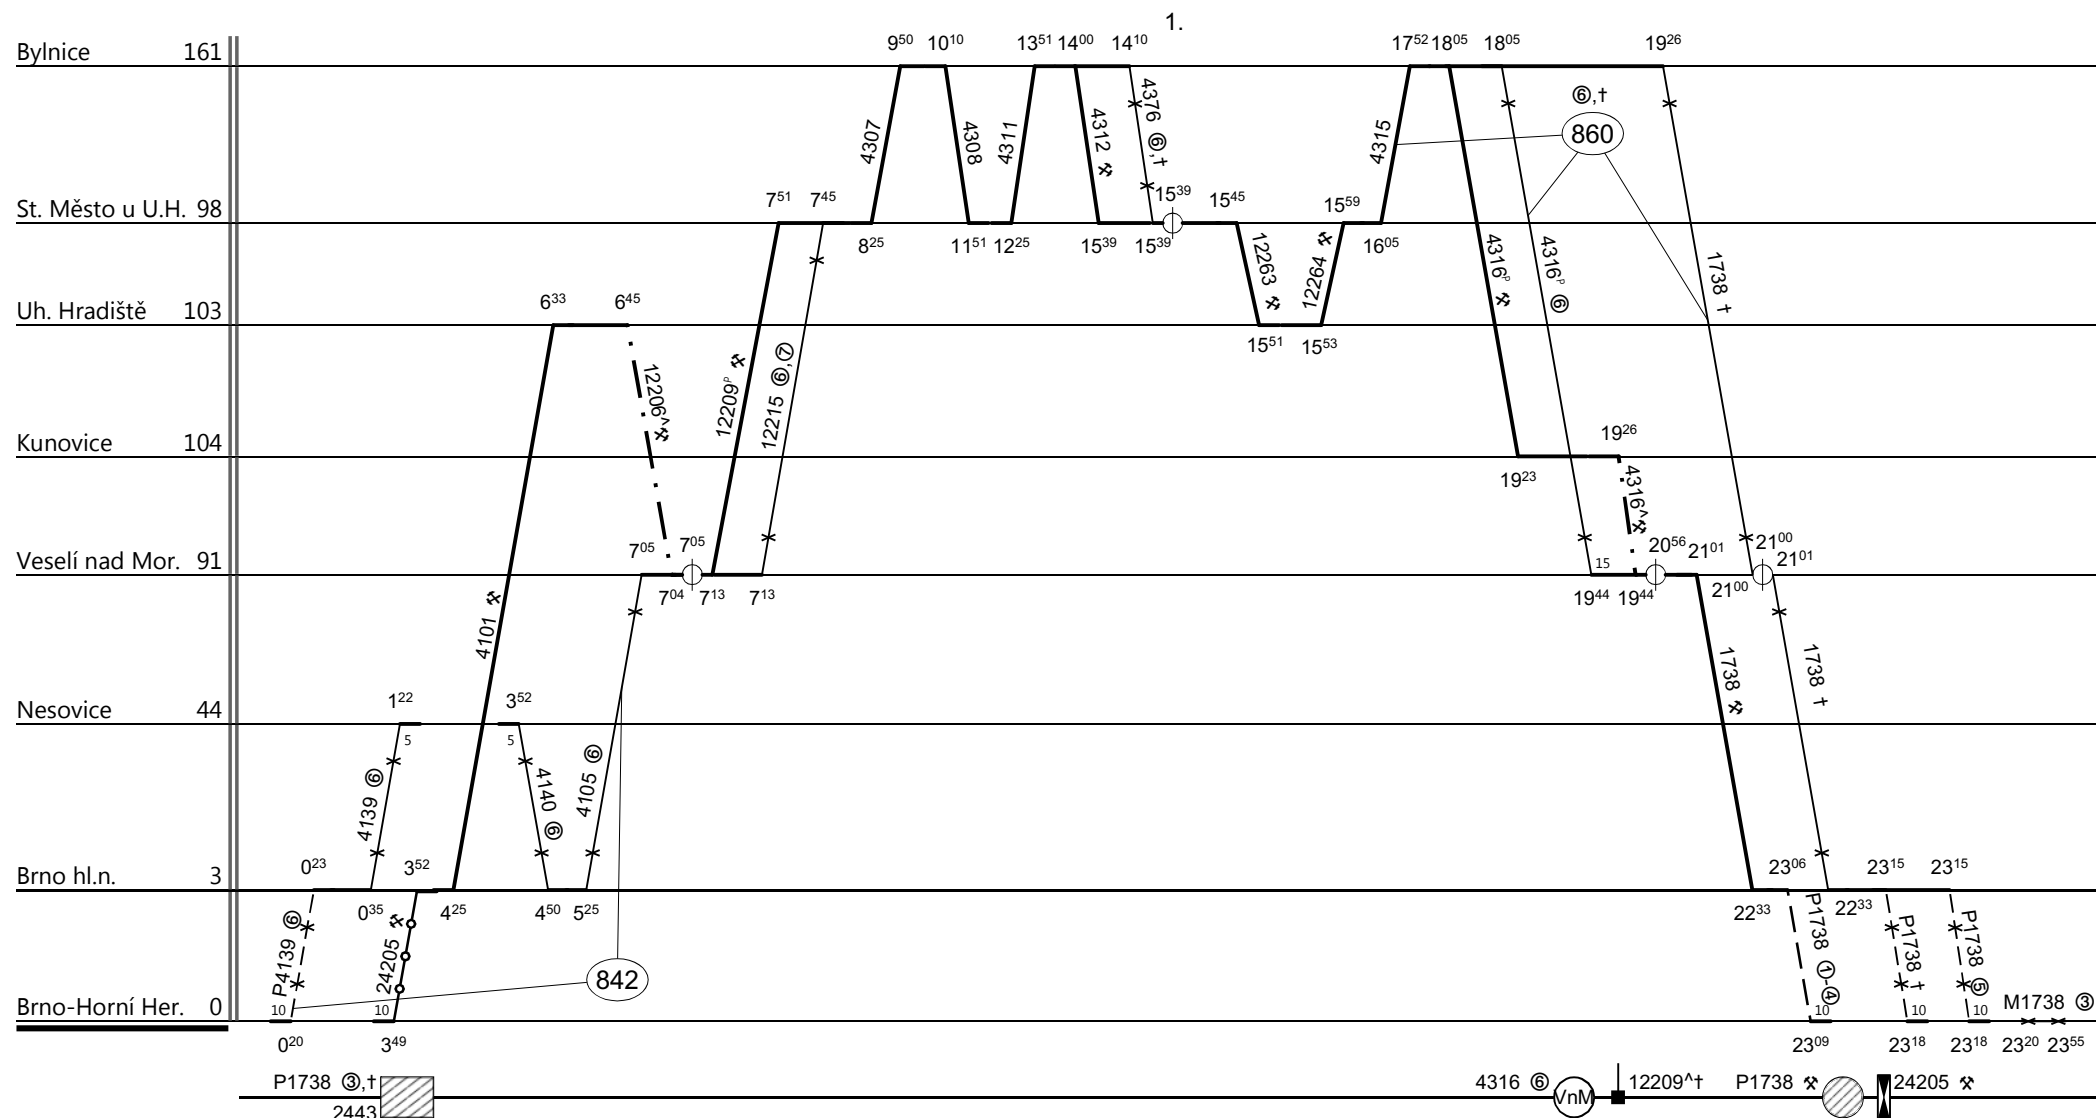 1.
Bylnice 161
9⁵⁰ 10¹⁰ 13⁵¹ 14⁰⁰ 14¹⁰ 17⁵² 18⁰⁵ 18⁰⁵ 19²⁶
4307 4308 4311 4312 ⚒ 4376 ⑥,† 4315 ⑥,†
860
St. Město u U.H. 98
7⁵¹ 7⁴⁵ 15³⁹ 15⁴⁵ 15⁵⁹
8²⁵ 11⁵¹ 12²⁵ 15³⁹ 15³⁹ 16⁰⁵
12263 ⚒ 12264 ⚒ 4316ᵖ ⚒ 4316ᵖ ⑥ 1738 †
Uh. Hradiště 103
6³³ 6⁴⁵
15⁵¹ 15⁵³
12206^⚒ 12209ᵖ ⚒ 12215 ⑥,⑦
Kunovice 104
19²⁶
19²³
4316^⚒
Veselí nad Mor. 91
7⁰⁵ 7⁰⁵ 15 20⁵⁶ 21⁰¹ 21⁰⁰ 21⁰¹
7⁰⁴ 7¹³ 7¹³ 19⁴⁴ 19⁴⁴ 21⁰⁰
4101 ⚒ 1738 ⚒ 1738 †
Nesovice 44
1²² 3⁵²
5 5
4139 ⑥ 4140 ⑥ 4105 ⑥
Brno hl.n. 3
0²³ 3⁵² 23⁰⁶ 23¹⁵ 23¹⁵
0³⁵ 4²⁵ 4⁵⁰ 5²⁵ 22³³ 22³³
P4139 ⑥ 24205 ⚒ P1738 ①-④ P1738 † P1738 ⑤
842
Brno-Horní Her. 0
10 10 10 10 10 M1738 ③
0²⁰ 3⁴⁹ 23⁰⁹ 23¹⁸ 23¹⁸ 23²⁰ 23⁵⁵
P1738 ③,† 4316 ⑥ VnM 12209^† P1738 ⚒ 24205 ⚒
2443